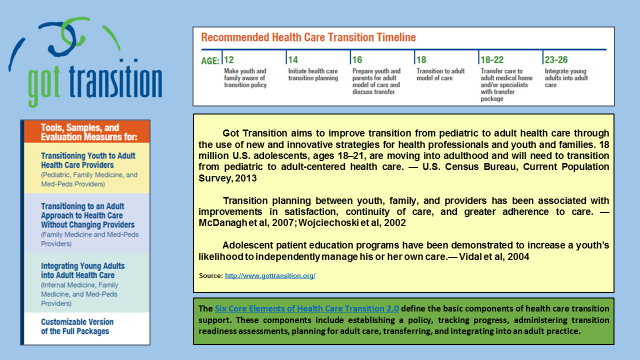 got transition
Recommended Health Care Transition Timeline
AGE: 12 14 16 18 18-22 23-26
Make youth and
family aware of
transition policy
Initiate health care
transition planning
Prepare youth and
parents for adult
model of care and
discuss transfer
Transition to adult
model of care
Transfer care to
adult medical home
and/or specialists
with transfer
package
Integrate young
adults into adult
care
Tools, Samples, and
Evaluation Measures for:
Transitioning Youth to Adult
Health Care Providers
(Pediatric, Family Medicine, and
Med-Peds Providers)
Transitioning to an Adult
Approach to Health Care
Without Changing Providers
(Family Medicine and Med-Peds
Providers)
Integrating Young Adults
into Adult Health Care
(Internal Medicine, Family
Medicine, and Med-Peds
Providers)
Customizable Version
of the Full Packages
Got Transition aims to improve transition from pediatric to adult health care through
the use of new and innovative strategies for health professionals and youth and families. 18
million U.S. adolescents, ages 18–21, are moving into adulthood and will need to transition
from pediatric to adult-centered health care. — U.S. Census Bureau, Current Population
Survey, 2013
Transition planning between youth, family, and providers has been associated with
improvements in satisfaction, continuity of care, and greater adherence to care. —
McDanagh et al, 2007; Wojciechoski et al, 2002
Adolescent patient education programs have been demonstrated to increase a youth's
likelihood to independently manage his or her own care.— Vidal et al, 2004
Source: http://www.gottransition.org/
The Six Core Elements of Health Care Transition 2.0 define the basic components of health care transition
support. These components include establishing a policy, tracking progress, administering transition
readiness assessments, planning for adult care, transferring, and integrating into an adult practice.